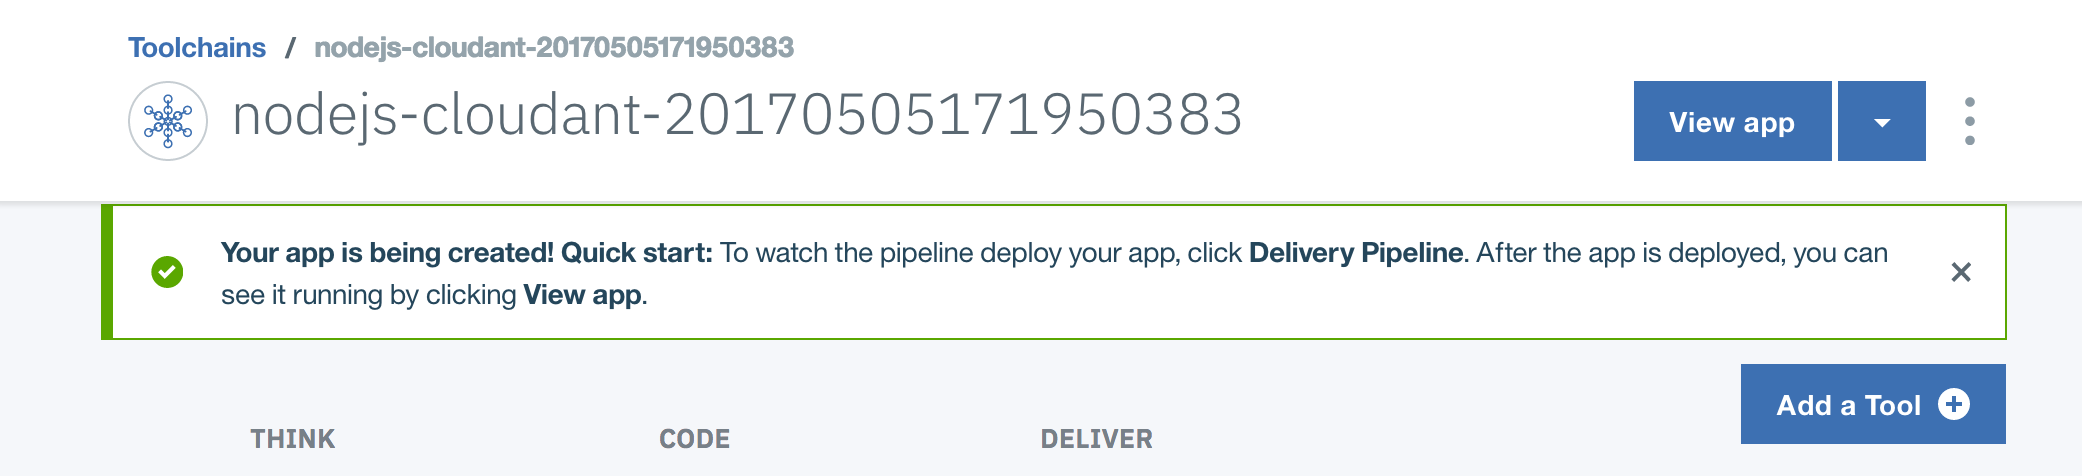 Toolchains / nodejs-cloudant-20170505171950383
nodejs-cloudant-20170505171950383
View app
Your app is being created! Quick start: To watch the pipeline deploy your app, click Delivery Pipeline. After the app is deployed, you can
see it running by clicking View app.
Add a Tool
THINK CODE DELIVER